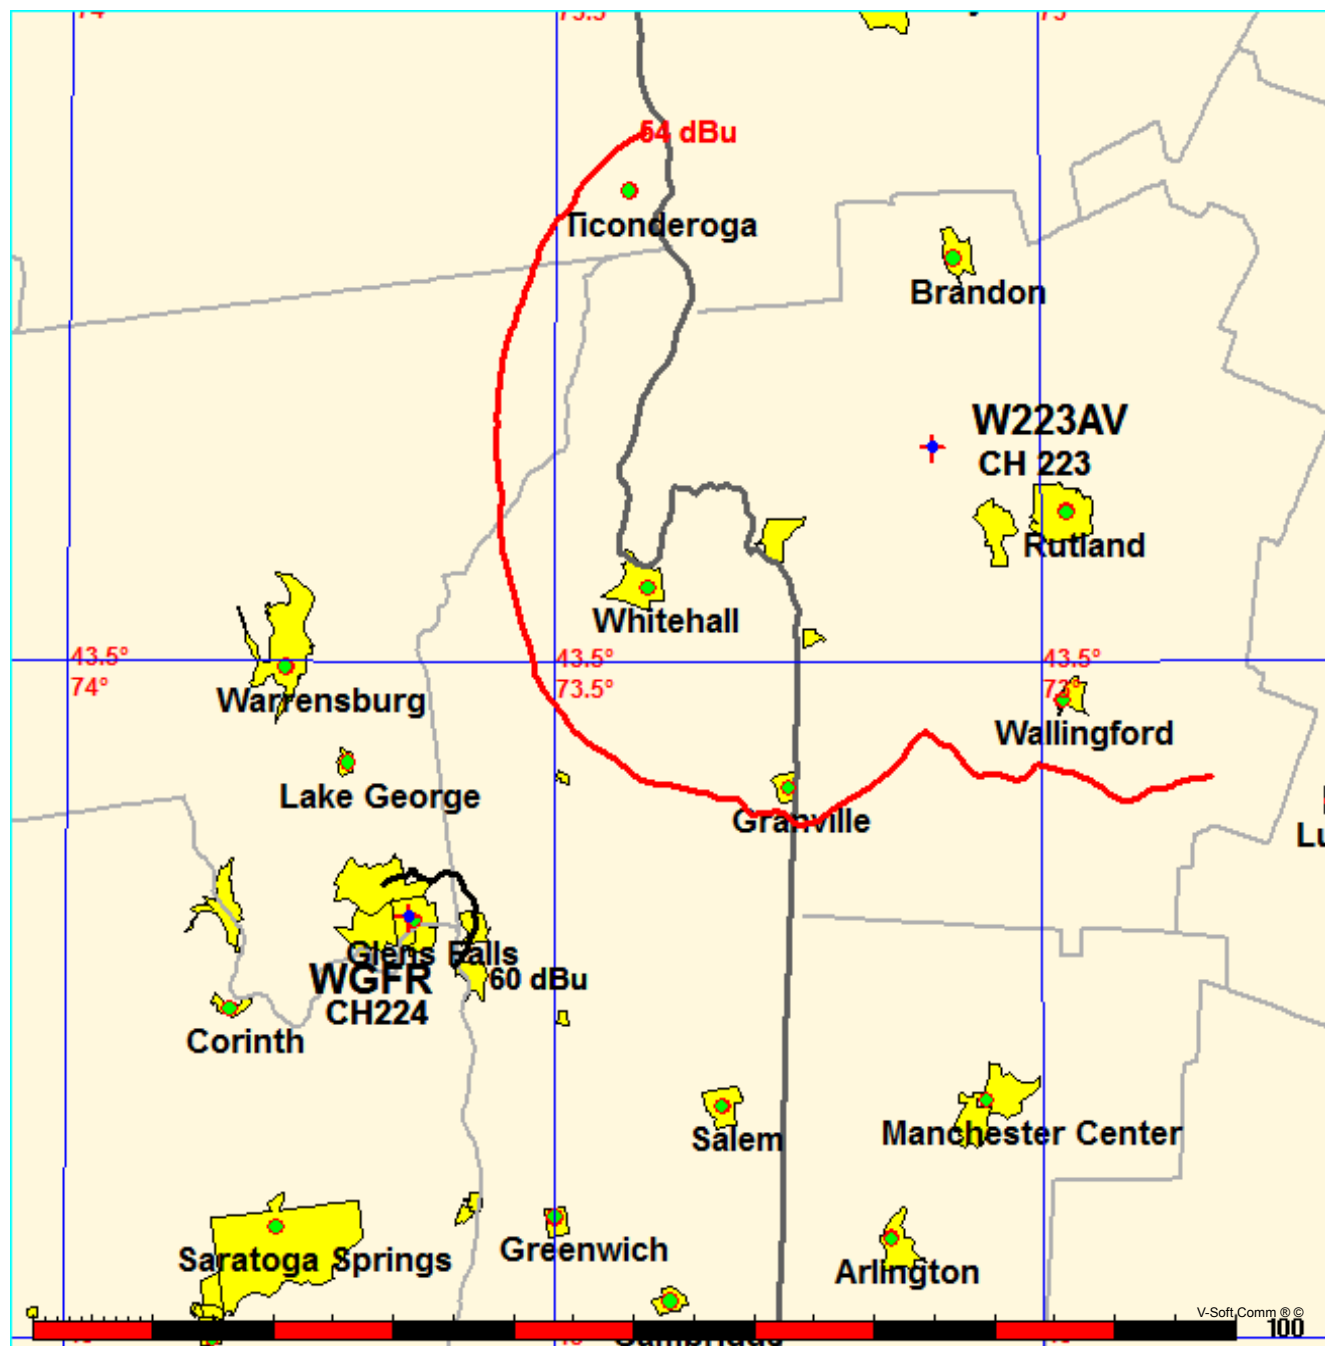 54 dBu
Ticonderoga
Brandon
W223AV
CH 223
Rutland
Whitehall
43.5° 43.5° 43.5°
74° 73.5° 73°
Warrensburg
Wallingford
Lake George
Granville
Glens Falls
WGFR
60 dBu
CH224
Corinth
Salem
Manchester Center
Greenwich
Saratoga Springs
Arlington
V-Soft Comm ® ©
100